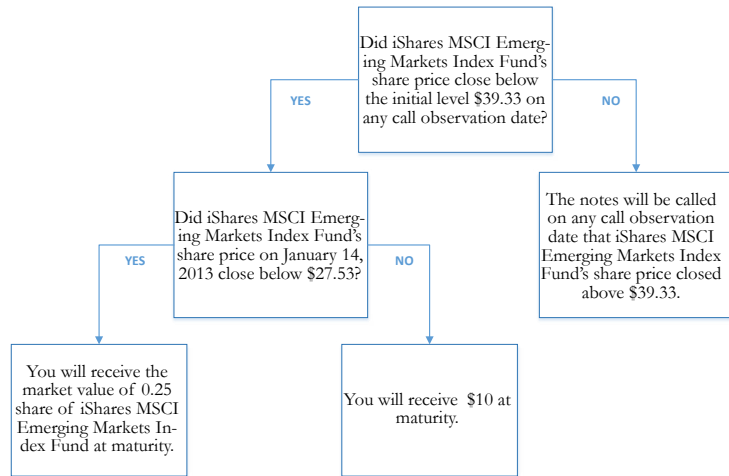 Did iShares MSCI Emerg-
ing Markets Index Fund's
share price close below
the initial level $39.33 on
any call observation date?
YES
NO
Did iShares MSCI Emerg-
ing Markets Index Fund's
share price on January 14,
2013 close below $27.53?
The notes will be called
on any call observation
date that iShares MSCI
Emerging Markets Index
Fund's share price closed
above $39.33.
YES
NO
You will receive the
market value of 0.25
share of iShares MSCI
Emerging Markets In-
dex Fund at maturity.
You will receive $10 at
maturity.